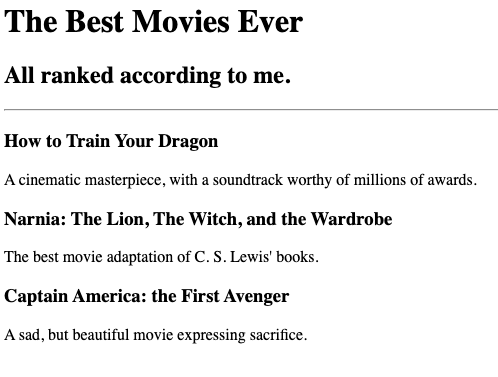 The Best Movies Ever
All ranked according to me.
How to Train Your Dragon
A cinematic masterpiece, with a soundtrack worthy of millions of awards.
Narnia: The Lion, The Witch, and the Wardrobe
The best movie adaptation of C. S. Lewis' books.
Captain America: the First Avenger
A sad, but beautiful movie expressing sacrifice.